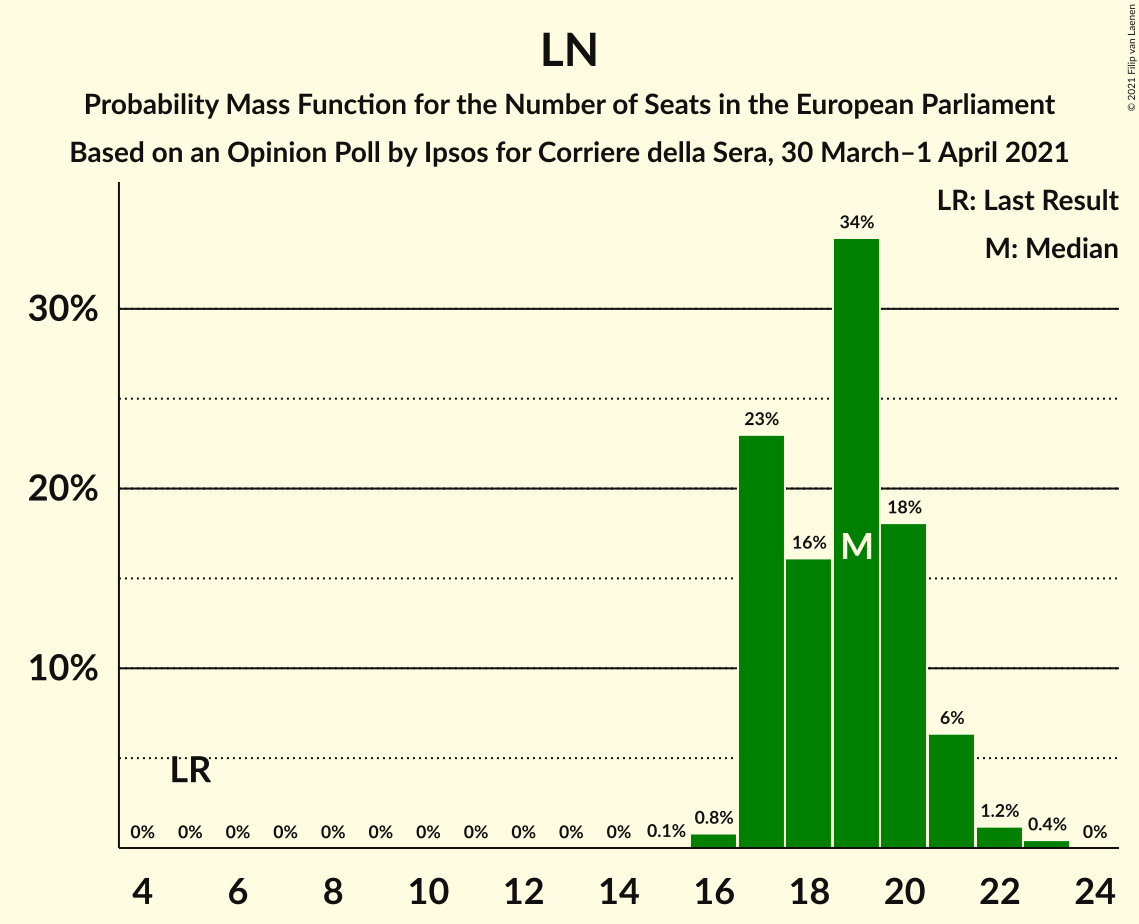 LN
Probability Mass Function for the Number of Seats in the European Parliament
Based on an Opinion Poll by Ipsos for Corriere della Sera, 30 March–1 April 2021
© 2021 Filip van Laenen
LR: Last Result
M: Median
34%
30%
23%
20%
18%
16%
M
10%
6%
LR
0% 0% 0% 0% 0% 0% 0% 0% 0% 0% 0% 0.1% 0.8% 1.2% 0.4% 0%
4 6 8 10 12 14 16 18 20 22 24